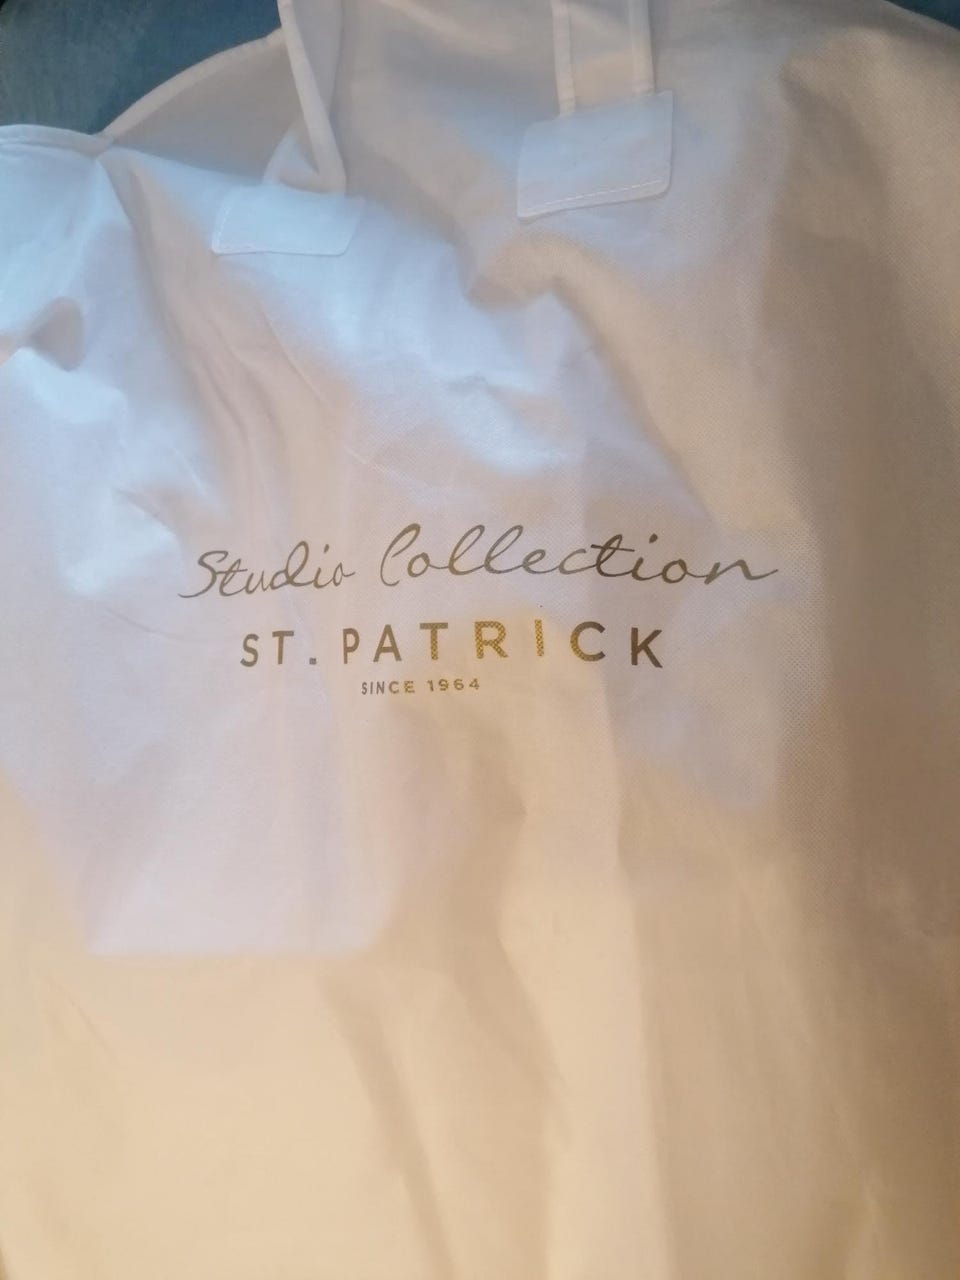 Studio Collection
ST. PATRICK
SINCE 1964